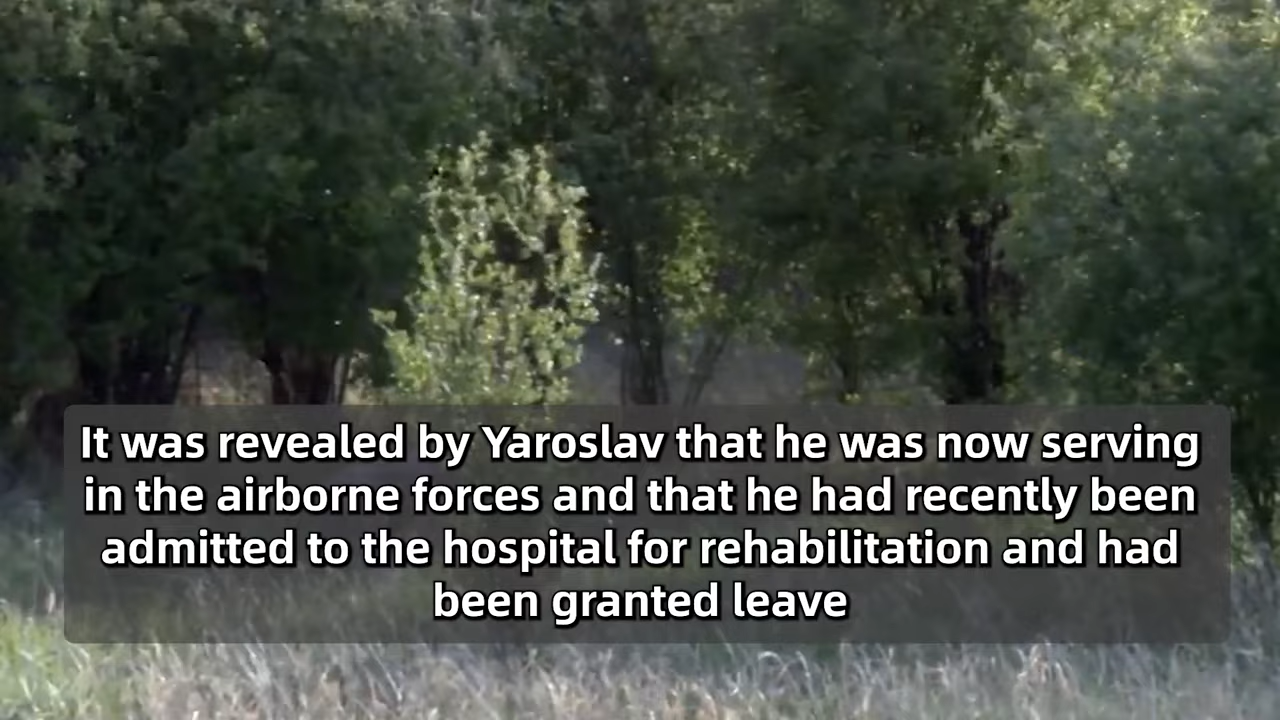 It was revealed by Yaroslav that he was now serving
in the airborne forces and that he had recently been
admitted to the hospital for rehabilitation and had
been granted leave